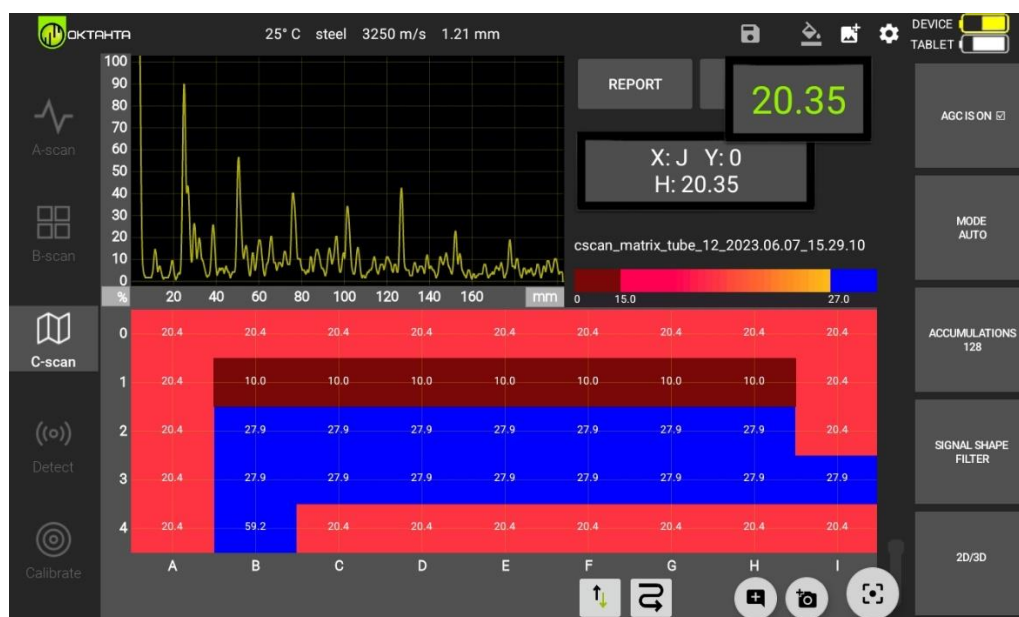 ОКТАНТА
25° C steel 3250 m/s 1.21 mm
DEVICE
TABLET
A-scan
B-scan
C-scan
Detect
Calibrate
100
90
80
70
60
50
40
30
20
10
0
% 20 40 60 80 100 120 140 160 mm
REPORT
20.35
X: J Y: 0
H: 20.35
cscan_matrix_tube_12_2023.06.07_15.29.10
0 15.0 27.0
0 20.4 20.4 20.4 20.4 20.4 20.4 20.4 20.4 20.4
1 20.4 10.0 10.0 10.0 10.0 10.0 10.0 10.0 20.4
2 20.4 27.9 27.9 27.9 27.9 27.9 27.9 27.9 20.4
3 20.4 27.9 27.9 27.9 27.9 27.9 27.9 27.9 27.9
4 20.4 59.2 20.4 20.4 20.4 20.4 20.4 20.4 20.4
A B C D E F G H I
AGC IS ON ☑
MODE
AUTO
ACCUMULATIONS
128
SIGNAL SHAPE
FILTER
2D/3D